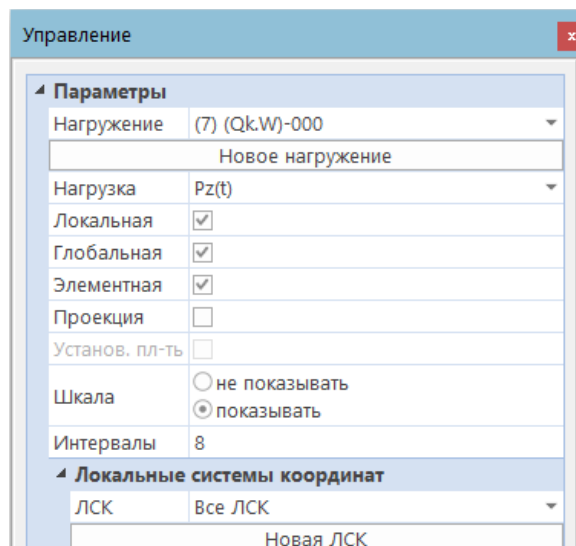 Управление
x
Параметры
Нагружение (7) (Qk.W)-000
Новое нагружение
Нагрузка Pz(t)
Локальная
Глобальная
Элементная
Проекция
Установ. пл-ть
Шкала
не показывать
показывать
Интервалы 8
Локальные системы координат
ЛСК Все ЛСК
Новая ЛСК